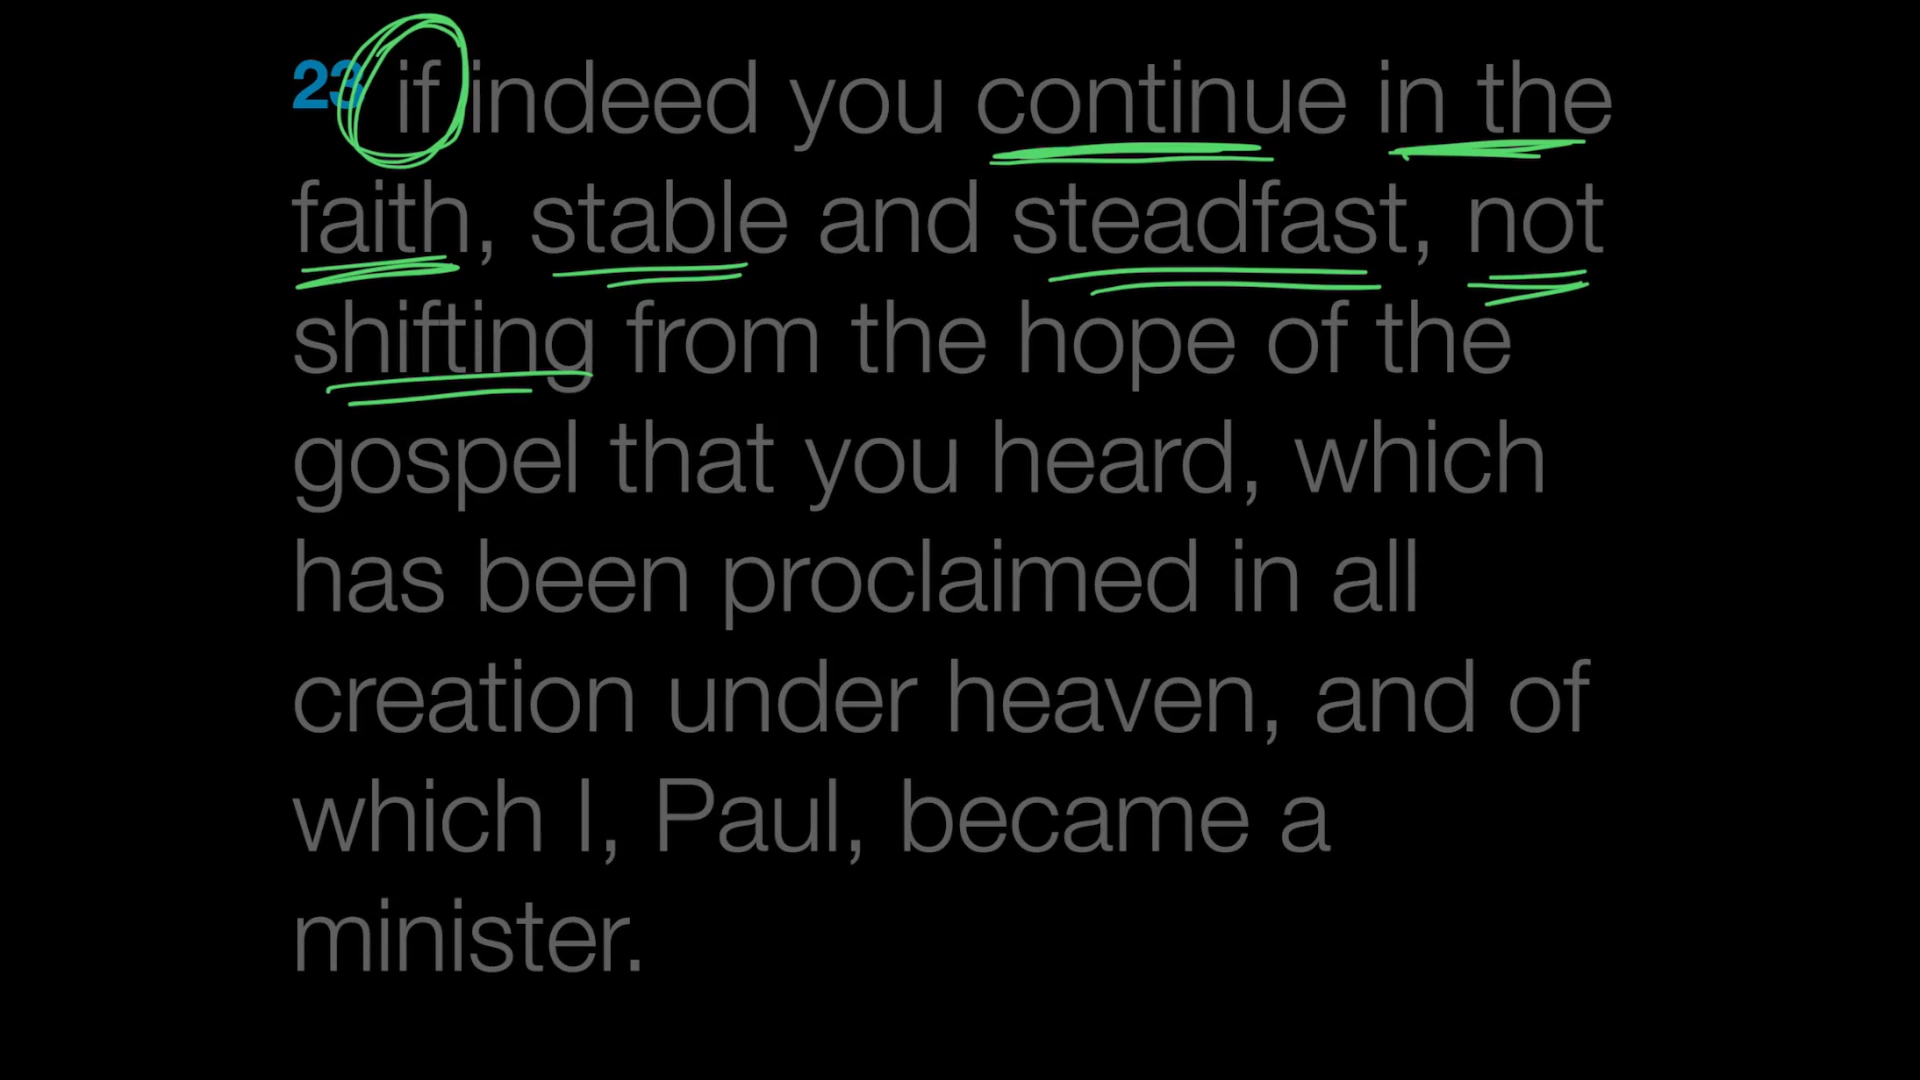 23 if indeed you continue in the
faith, stable and steadfast, not
shifting from the hope of the
gospel that you heard, which
has been proclaimed in all
creation under heaven, and of
which I, Paul, became a
minister.